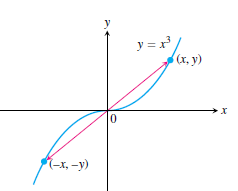 y
y = x³
(x, y)
x
0
(–x, –y)